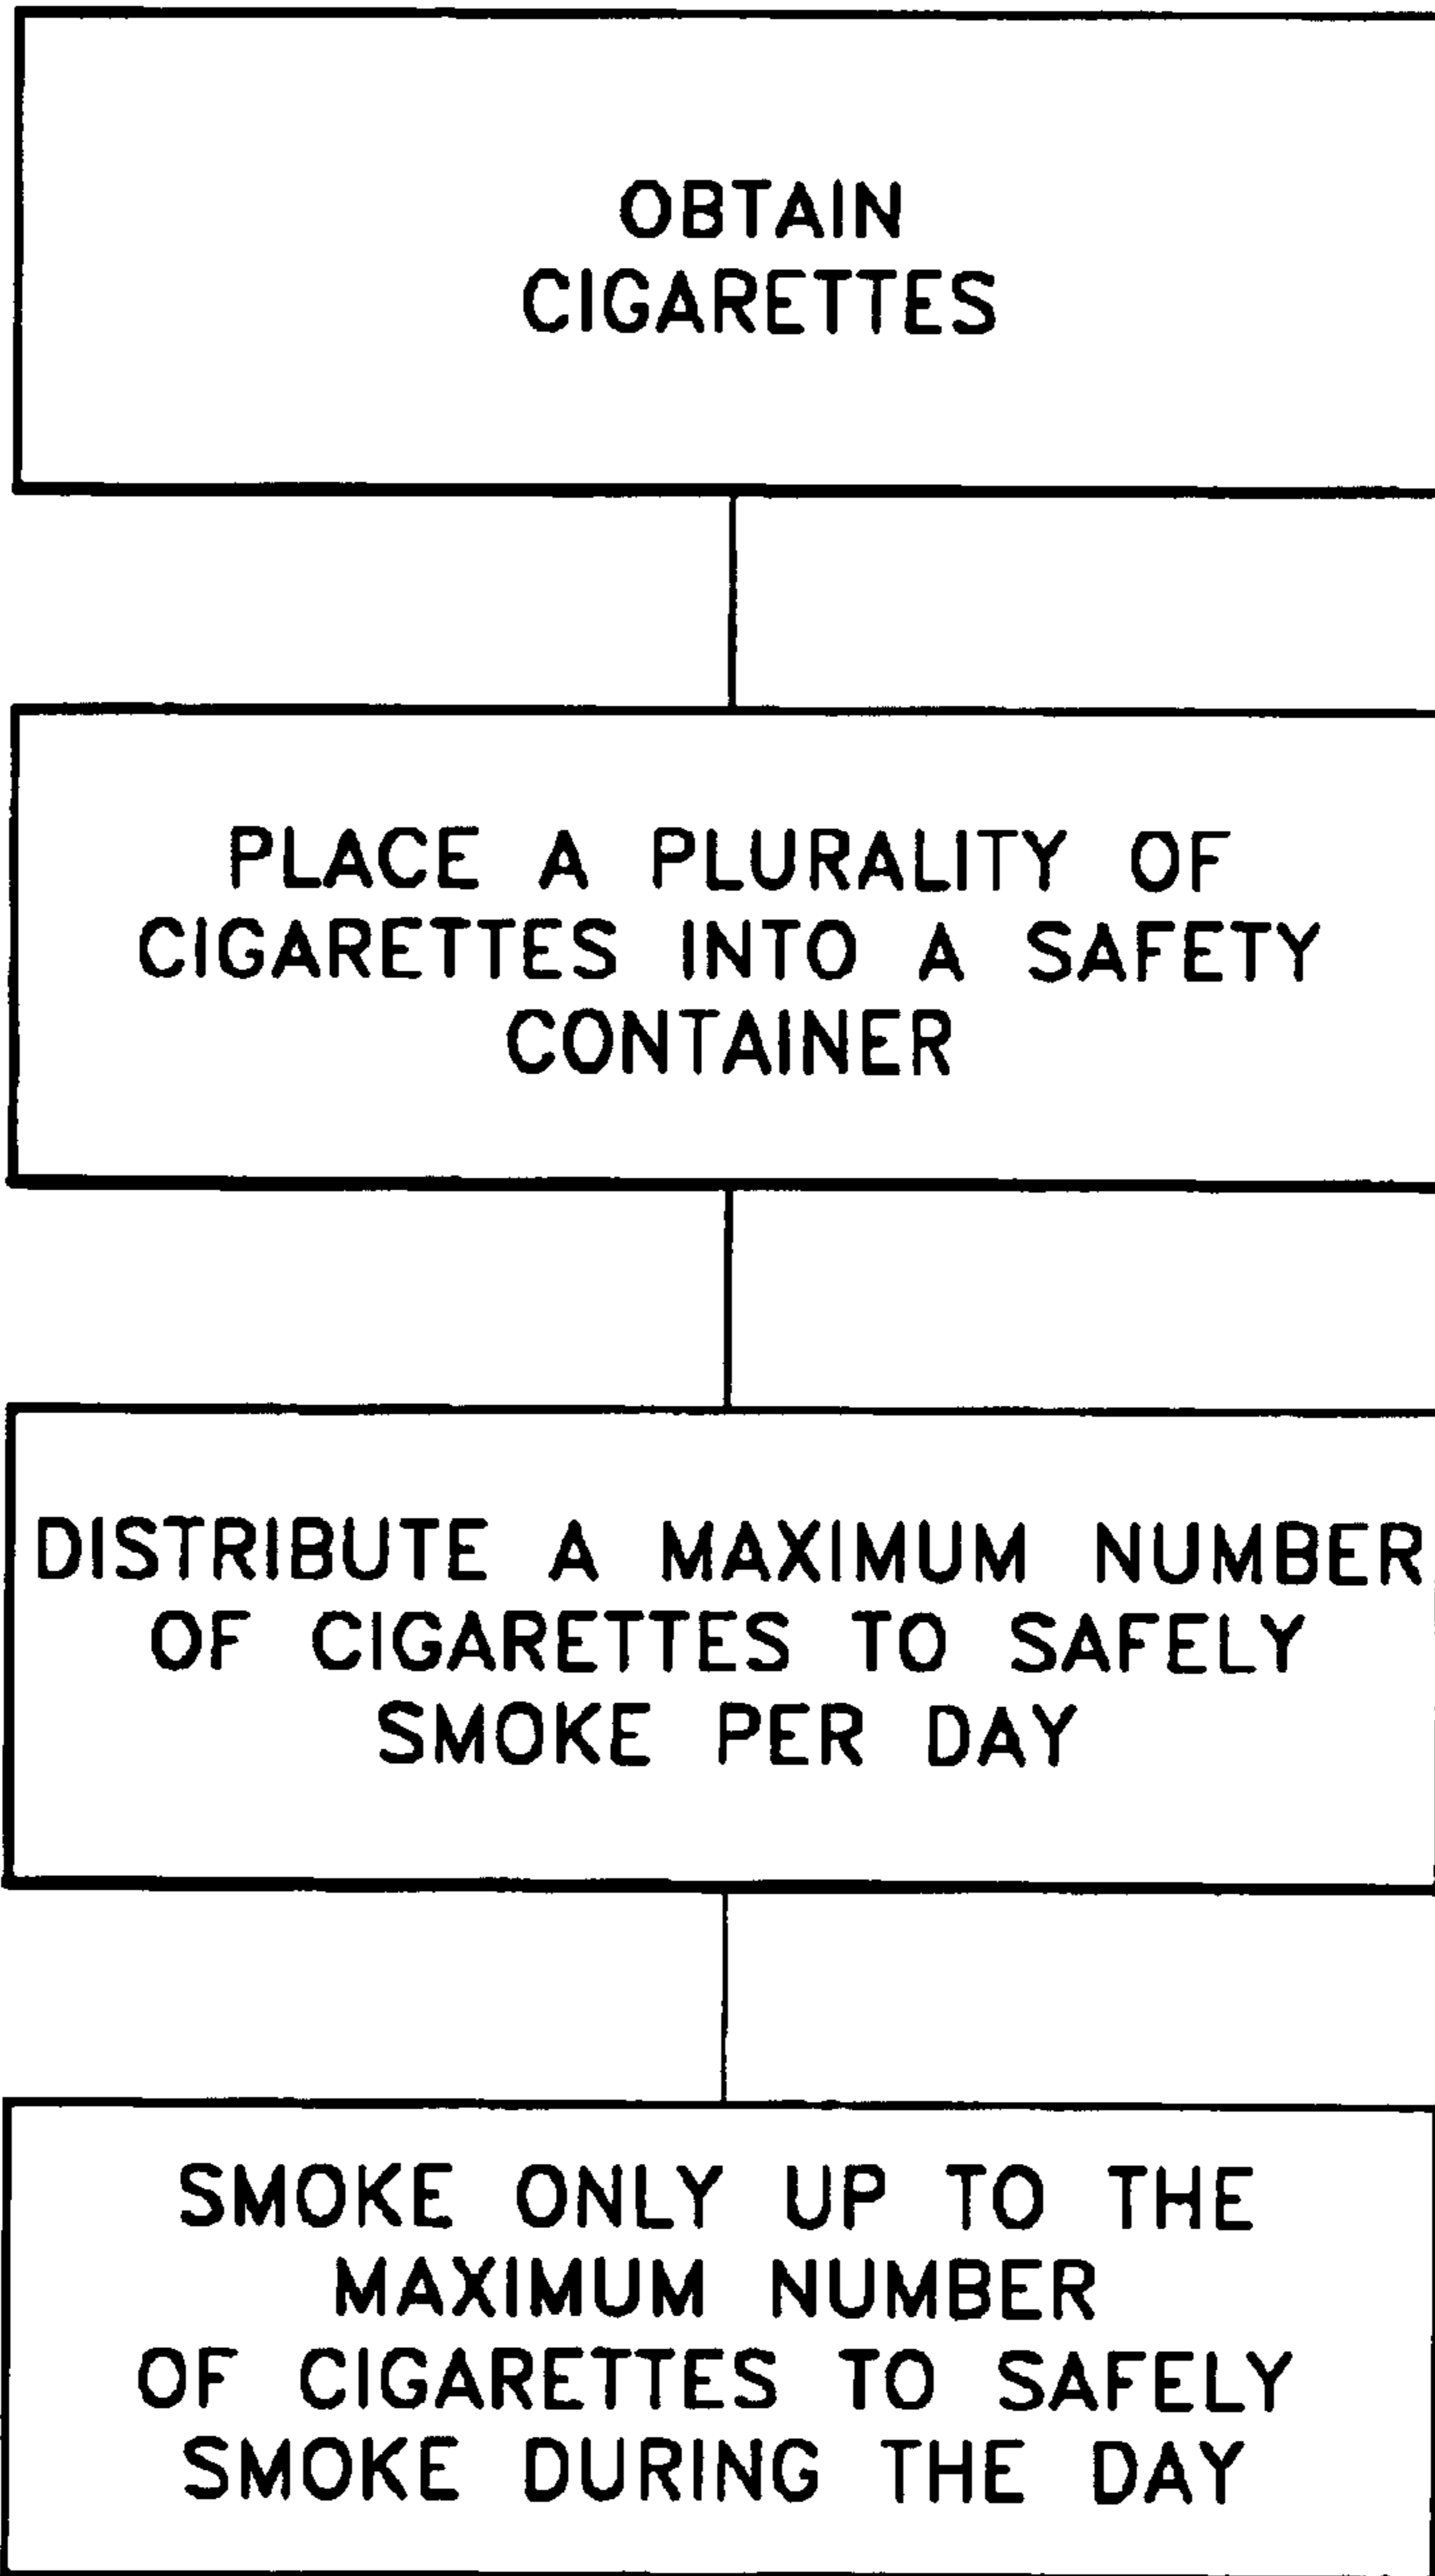 OBTAIN
CIGARETTES
PLACE A PLURALITY OF
CIGARETTES INTO A SAFETY
CONTAINER
DISTRIBUTE A MAXIMUM NUMBER
OF CIGARETTES TO SAFELY
SMOKE PER DAY
SMOKE ONLY UP TO THE
MAXIMUM NUMBER
OF CIGARETTES TO SAFELY
SMOKE DURING THE DAY